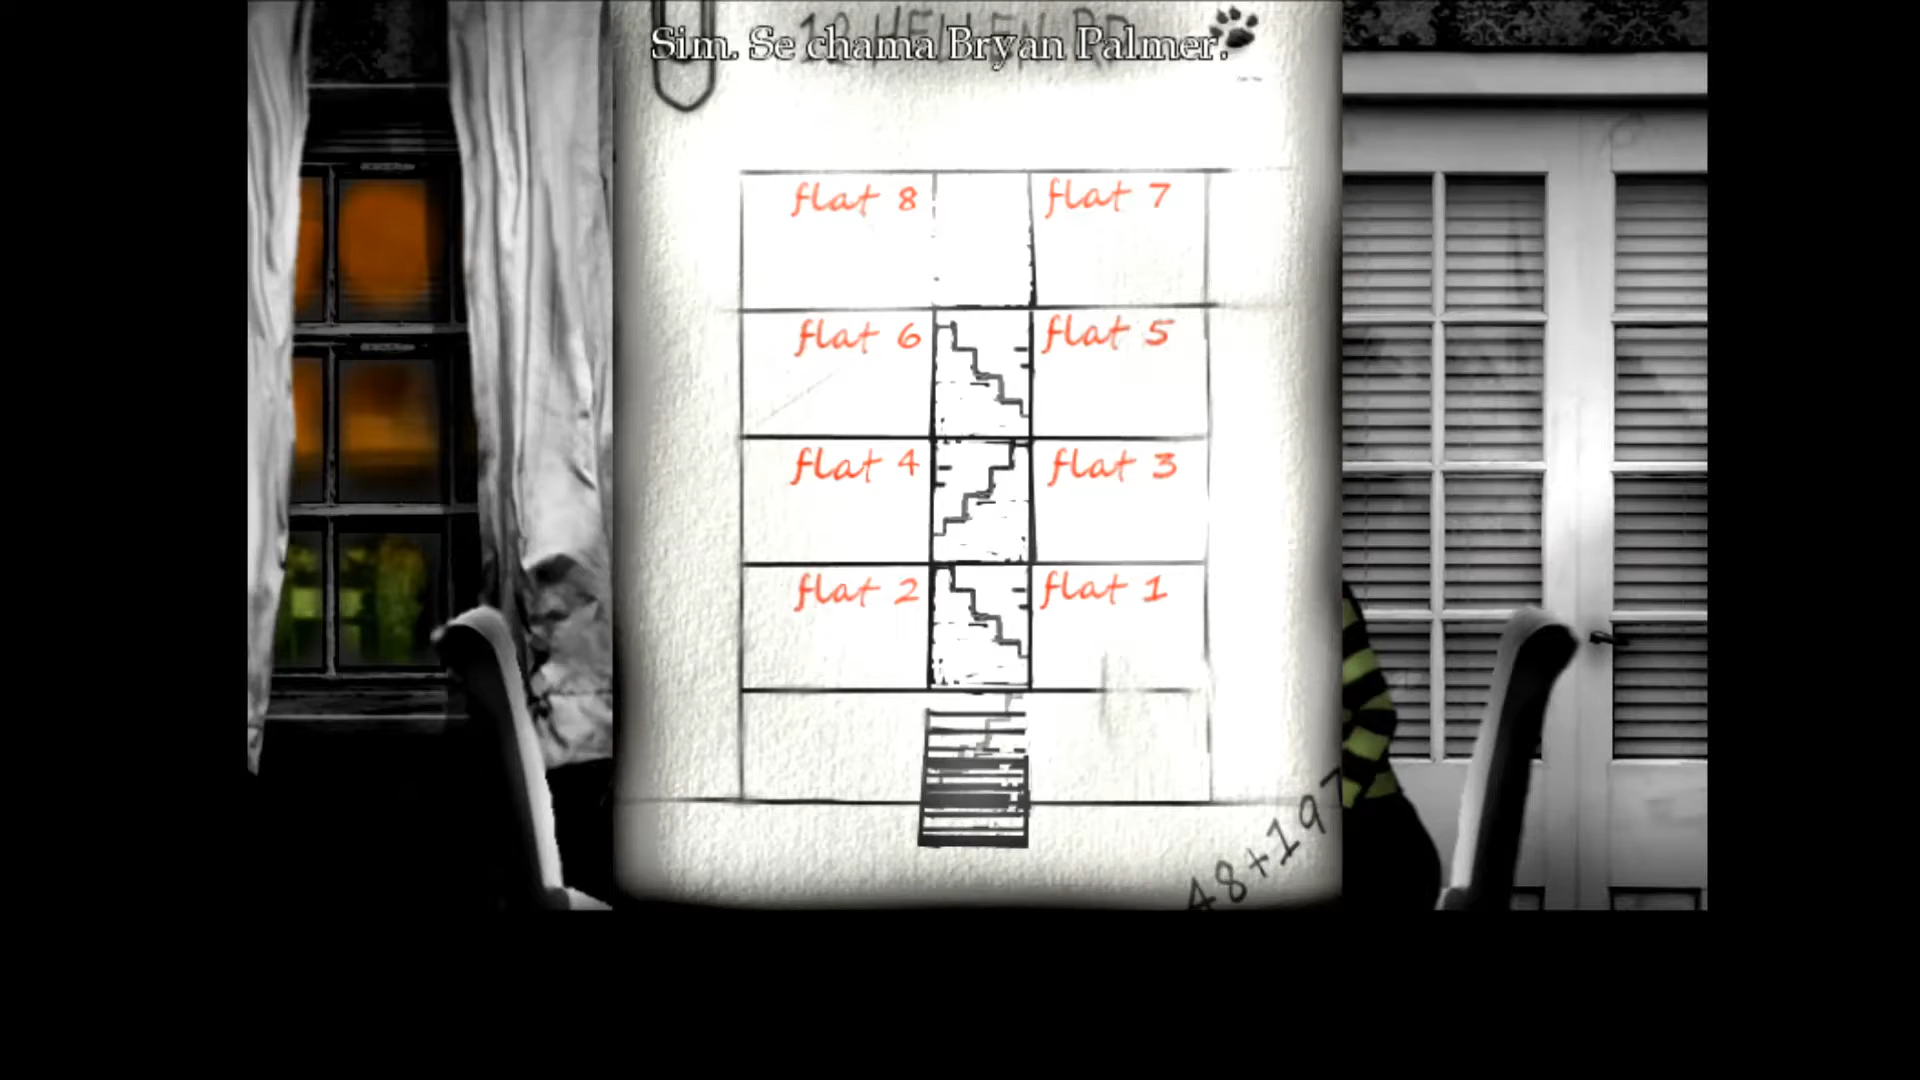 Sim. Se chama Bryan Palmer.
flat 8
flat 7
flat 6
flat 5
flat 4
flat 3
flat 2
flat 1
48+197